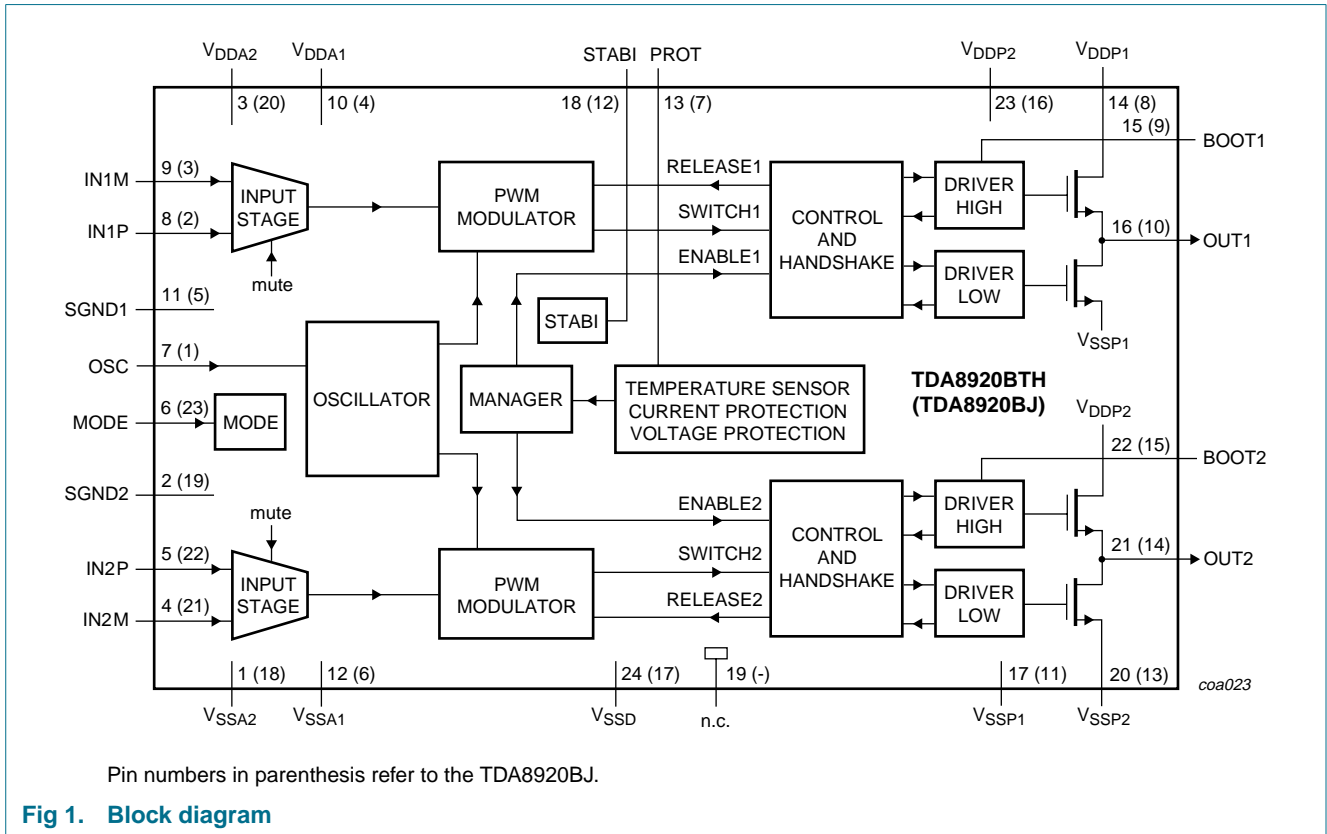 VDDA2
VDDA1
STABI PROT
VDDP2
VDDP1
3 (20)
10 (4)
18 (12)
13 (7)
23 (16)
14 (8)
15 (9)
BOOT1
IN1M
9 (3)
INPUT
STAGE
IN1P
8 (2)
mute
PWM
MODULATOR
RELEASE1
SWITCH1
ENABLE1
CONTROL
AND
HANDSHAKE
DRIVER
HIGH
DRIVER
LOW
16 (10)
OUT1
VSSP1
SGND1
11 (5)
STABI
OSC
7 (1)
OSCILLATOR
MANAGER
TEMPERATURE SENSOR
CURRENT PROTECTION
VOLTAGE PROTECTION
TDA8920BTH
(TDA8920BJ)
MODE
6 (23)
MODE
VDDP2
22 (15)
BOOT2
SGND2
2 (19)
mute
IN2P
5 (22)
INPUT
STAGE
IN2M
4 (21)
PWM
MODULATOR
ENABLE2
SWITCH2
RELEASE2
CONTROL
AND
HANDSHAKE
DRIVER
HIGH
DRIVER
LOW
21 (14)
OUT2
1 (18)
12 (6)
24 (17)
19 (-)
17 (11)
20 (13)
coa023
VSSA2
VSSA1
VSSD
n.c.
VSSP1
VSSP2
Pin numbers in parenthesis refer to the TDA8920BJ.
Fig 1. Block diagram